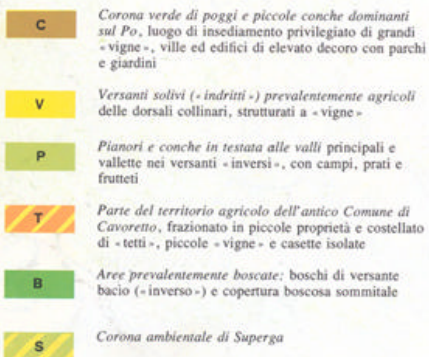 C
Corona verde di poggi e piccole conche dominanti
sul Po, luogo di insediamento privilegiato di grandi
«vigne», ville ed edifici di elevato decoro con parchi
e giardini
V
Versanti solivi («indritti») prevalentemente agricoli
delle dorsali collinari, strutturati a «vigne»
P
Pianori e conche in testata alle valli principali e
vallette nei versanti «inversi», con campi, prati e
frutteti
T
Parte del territorio agricolo dell'antico Comune di
Cavoretto, frazionato in piccole proprietà e costellato
di «tetti», piccole «vigne» e casette isolate
B
Aree prevalentemente boscate: boschi di versante
bacio («inverso») e copertura boscosa sommitale
S
Corona ambientale di Superga